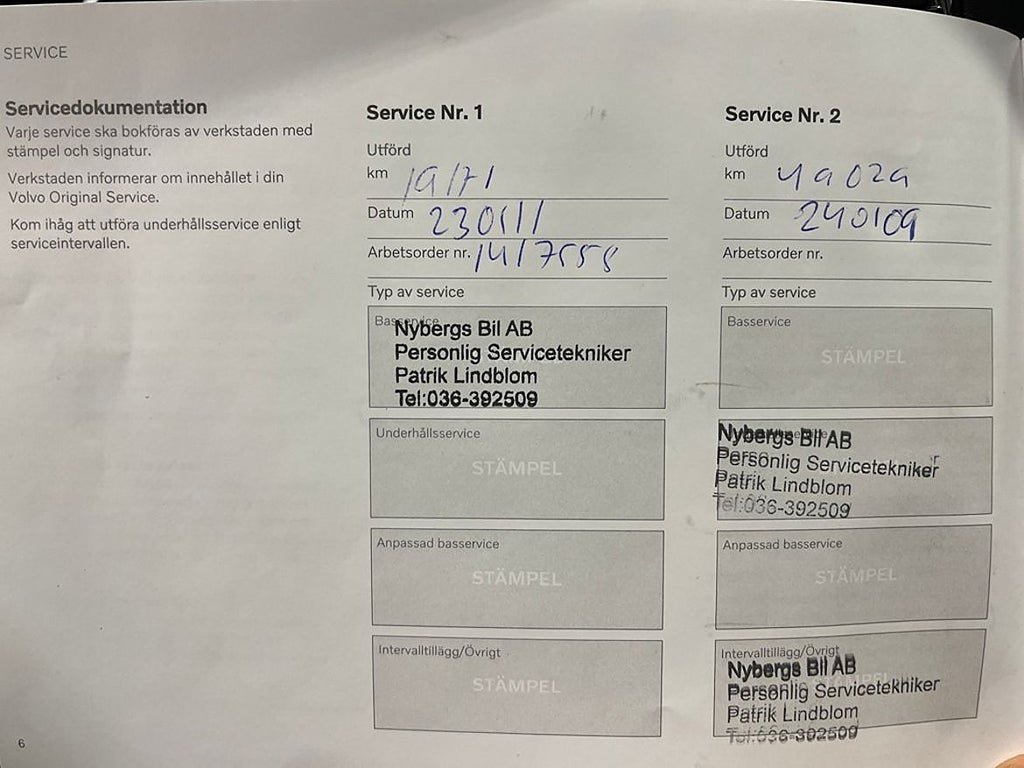 SERVICE
Servicedokumentation
Varje service ska bokföras av verkstaden med
stämpel och signatur.
Verkstaden informerar om innehållet i din
Volvo Original Service.
Kom ihåg att utföra underhållsservice enligt
serviceintervallen.
6
Service Nr. 1
Utförd
km 19171
Datum 230111
Arbetsorder nr.
Typ av service
Basservice
Nybergs Bil AB
Personlig Servicetekniker
Patrik Lindblom
Tel:036-392509
Underhållsservice
STÄMPEL
Anpassad basservice
STÄMPEL
Intervalltillägg/Övrigt
STÄMPEL
Service Nr. 2
Utförd
km 49029
Datum 240109
Arbetsorder nr.
Typ av service
Basservice
STÄMPEL
Nybergs Bil AB
Personlig Servicetekniker
Patrik Lindblom
Tel:036-392509
Anpassad basservice
STÄMPEL
Intervalltillägg/Övrigt
Nybergs Bil AB
Personlig Servicetekniker
Patrik Lindblom
Tel:036-392509